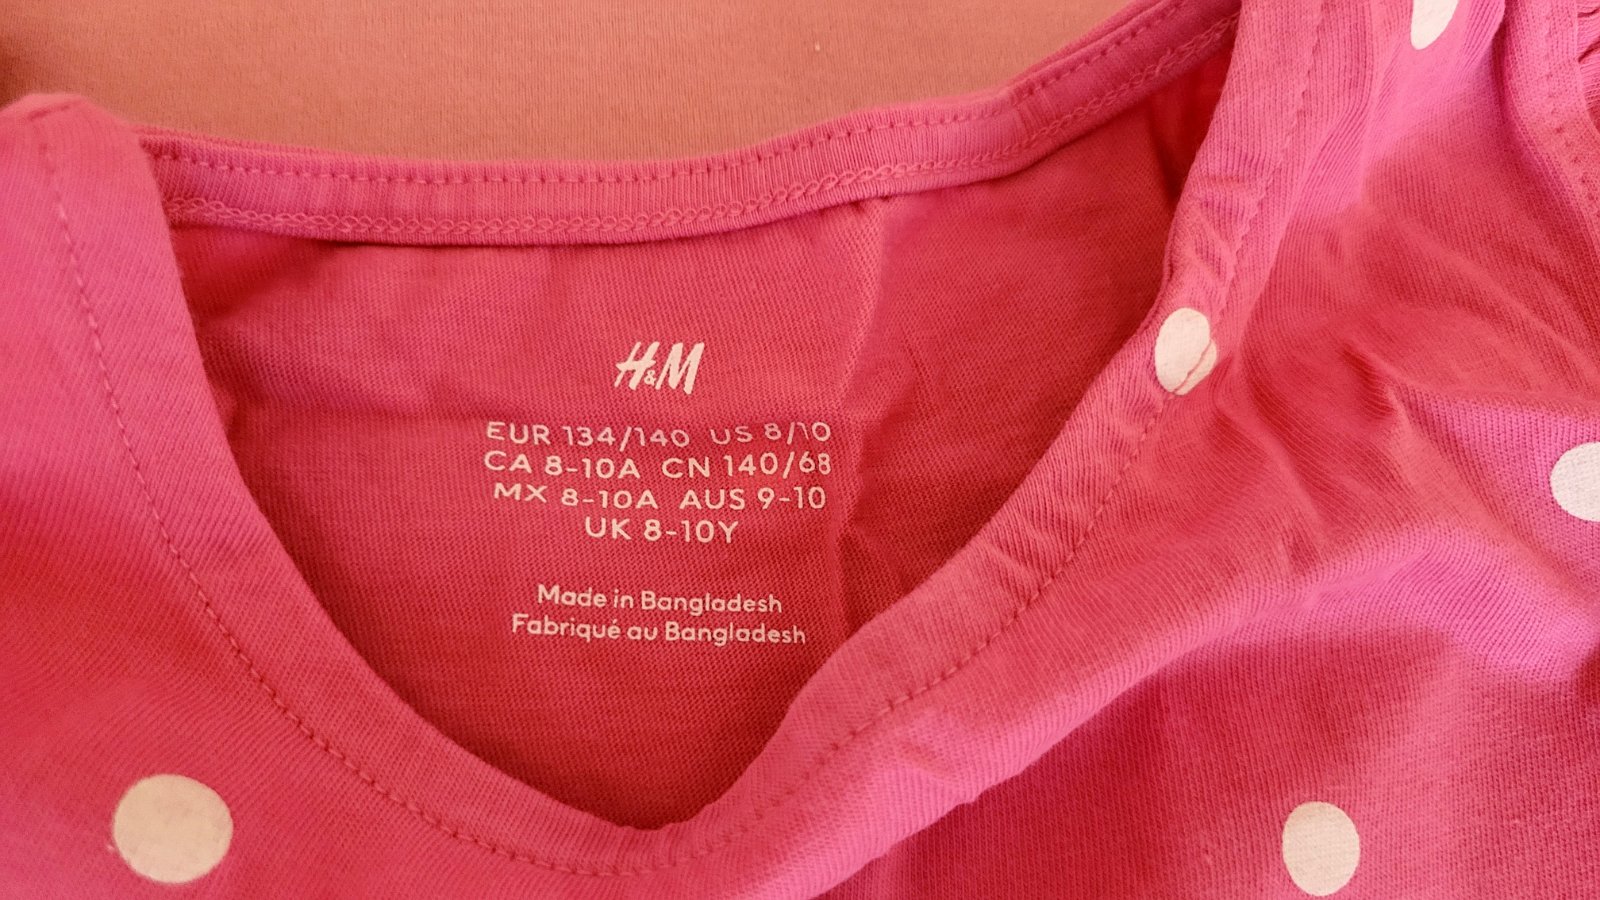 H&M
EUR 134/140 US 8/10
CA 8-10A CN 140/68
MX 8-10A AUS 9-10
UK 8-10Y
Made in Bangladesh
Fabriqué au Bangladesh